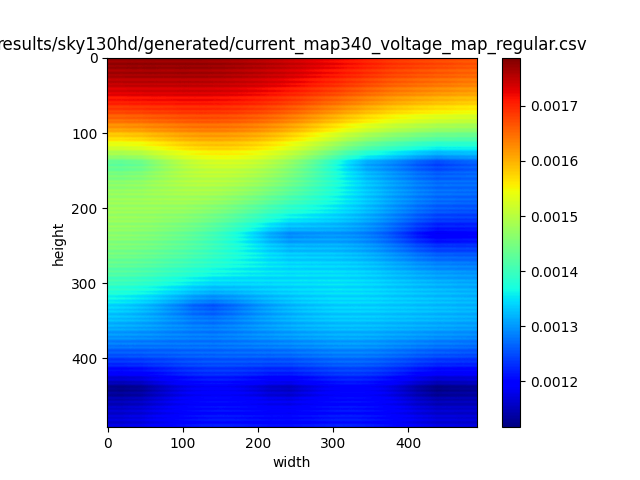 results/sky130hd/generated/current_map340_voltage_map_regular.csv
0
100
200
300
400
height
0 100 200 300 400
width
0.0017
0.0016
0.0015
0.0014
0.0013
0.0012